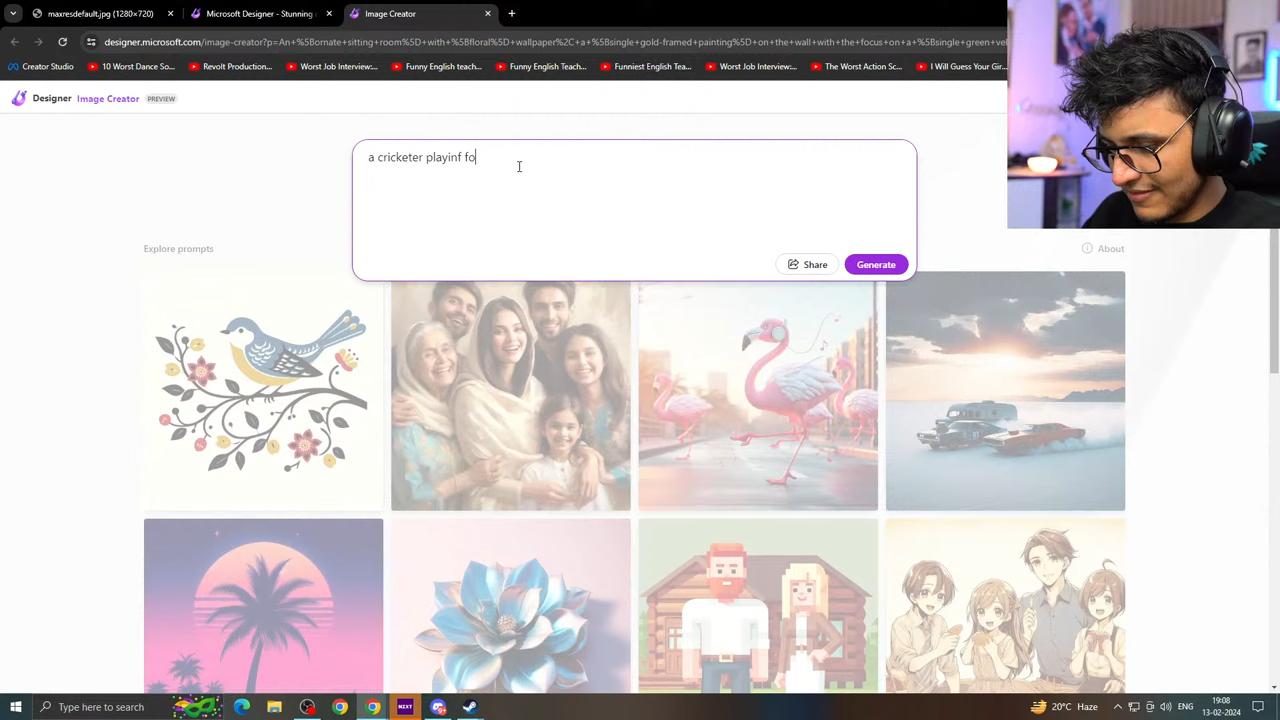 maxresdefault.jpg (1280×720)
Microsoft Designer - Stunning
Image Creator
designer.microsoft.com/image-creator?p=An+%5Bornate+sitting+room%5D+with+%5Bfloral%5D+wallpaper%2C+a+%5Bsingle+gold-framed+painting%5D+on+the+wall+with+the+focus+on+a+%5Bsingle+green+vel
Creator Studio
10 Worst Dance So...
Revolt Production...
Worst Job Interview:...
Funny English teac...
Funny English Teac...
Funniest English Tea...
Worst Job Interview:...
The Worst Action Sc...
I Will Guess Your Gir...
Designer Image Creator PREVIEW
a cricketer playinf fo
Share Generate
Explore prompts
About
Type here to search
NIXT
20°C Haze
ENG
19:08
13-02-2024